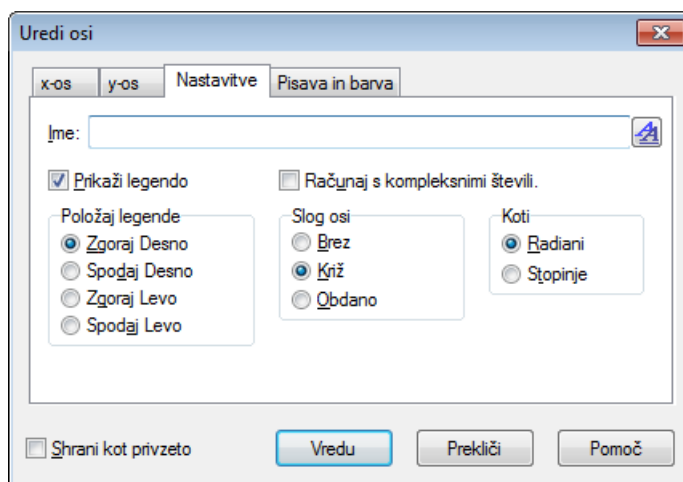 Uredi osi
x-os y-os Nastavitve Pisava in barva
Ime:
Prikaži legendo Računaj s kompleksnimi števili.
Položaj legende Slog osi Koti
Zgoraj Desno Brez Radiani
Spodaj Desno Križ Stopinje
Zgoraj Levo Obdano
Spodaj Levo
Shrani kot privzeto Vredu Prekliči Pomoč